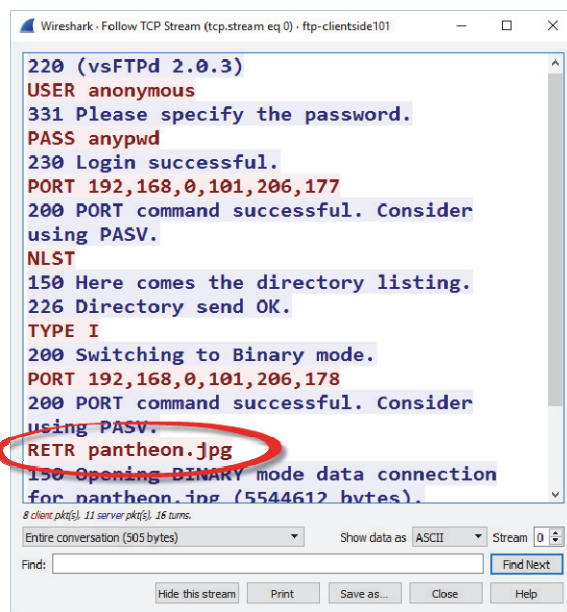 Wireshark · Follow TCP Stream (tcp.stream eq 0) · ftp-clientside101
220 (vsFTPd 2.0.3)
USER anonymous
331 Please specify the password.
PASS anypwd
230 Login successful.
PORT 192,168,0,101,206,177
200 PORT command successful. Consider
using PASV.
NLST
150 Here comes the directory listing.
226 Directory send OK.
TYPE I
200 Switching to Binary mode.
PORT 192,168,0,101,206,178
200 PORT command successful. Consider
using PASV.
RETR pantheon.jpg
150 Opening BINARY mode data connection
for pantheon.jpg (5544612 bytes).
8 client pkt(s), 11 server pkt(s), 16 turns.
Entire conversation (505 bytes) Show data as ASCII Stream 0
Find: Find Next
Hide this stream Print Save as... Close Help